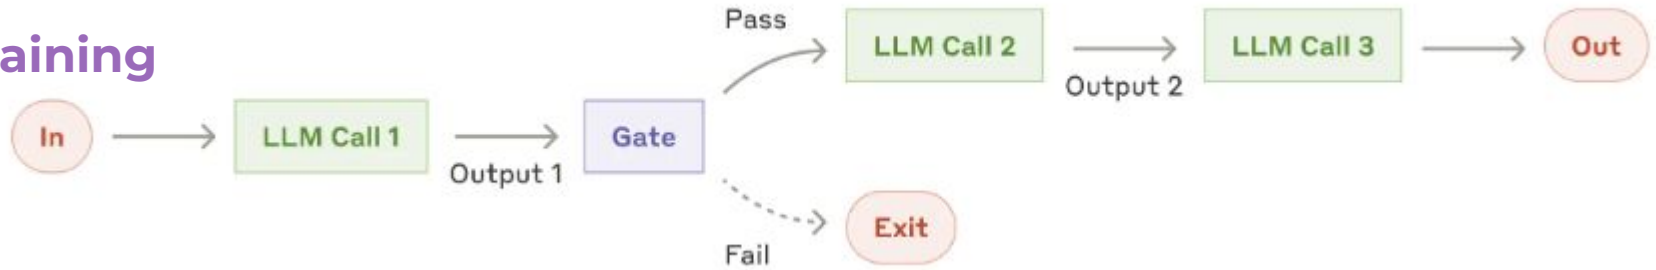 aining
In
LLM Call 1
Output 1
Gate
Pass
LLM Call 2
Output 2
LLM Call 3
Out
Fail
Exit